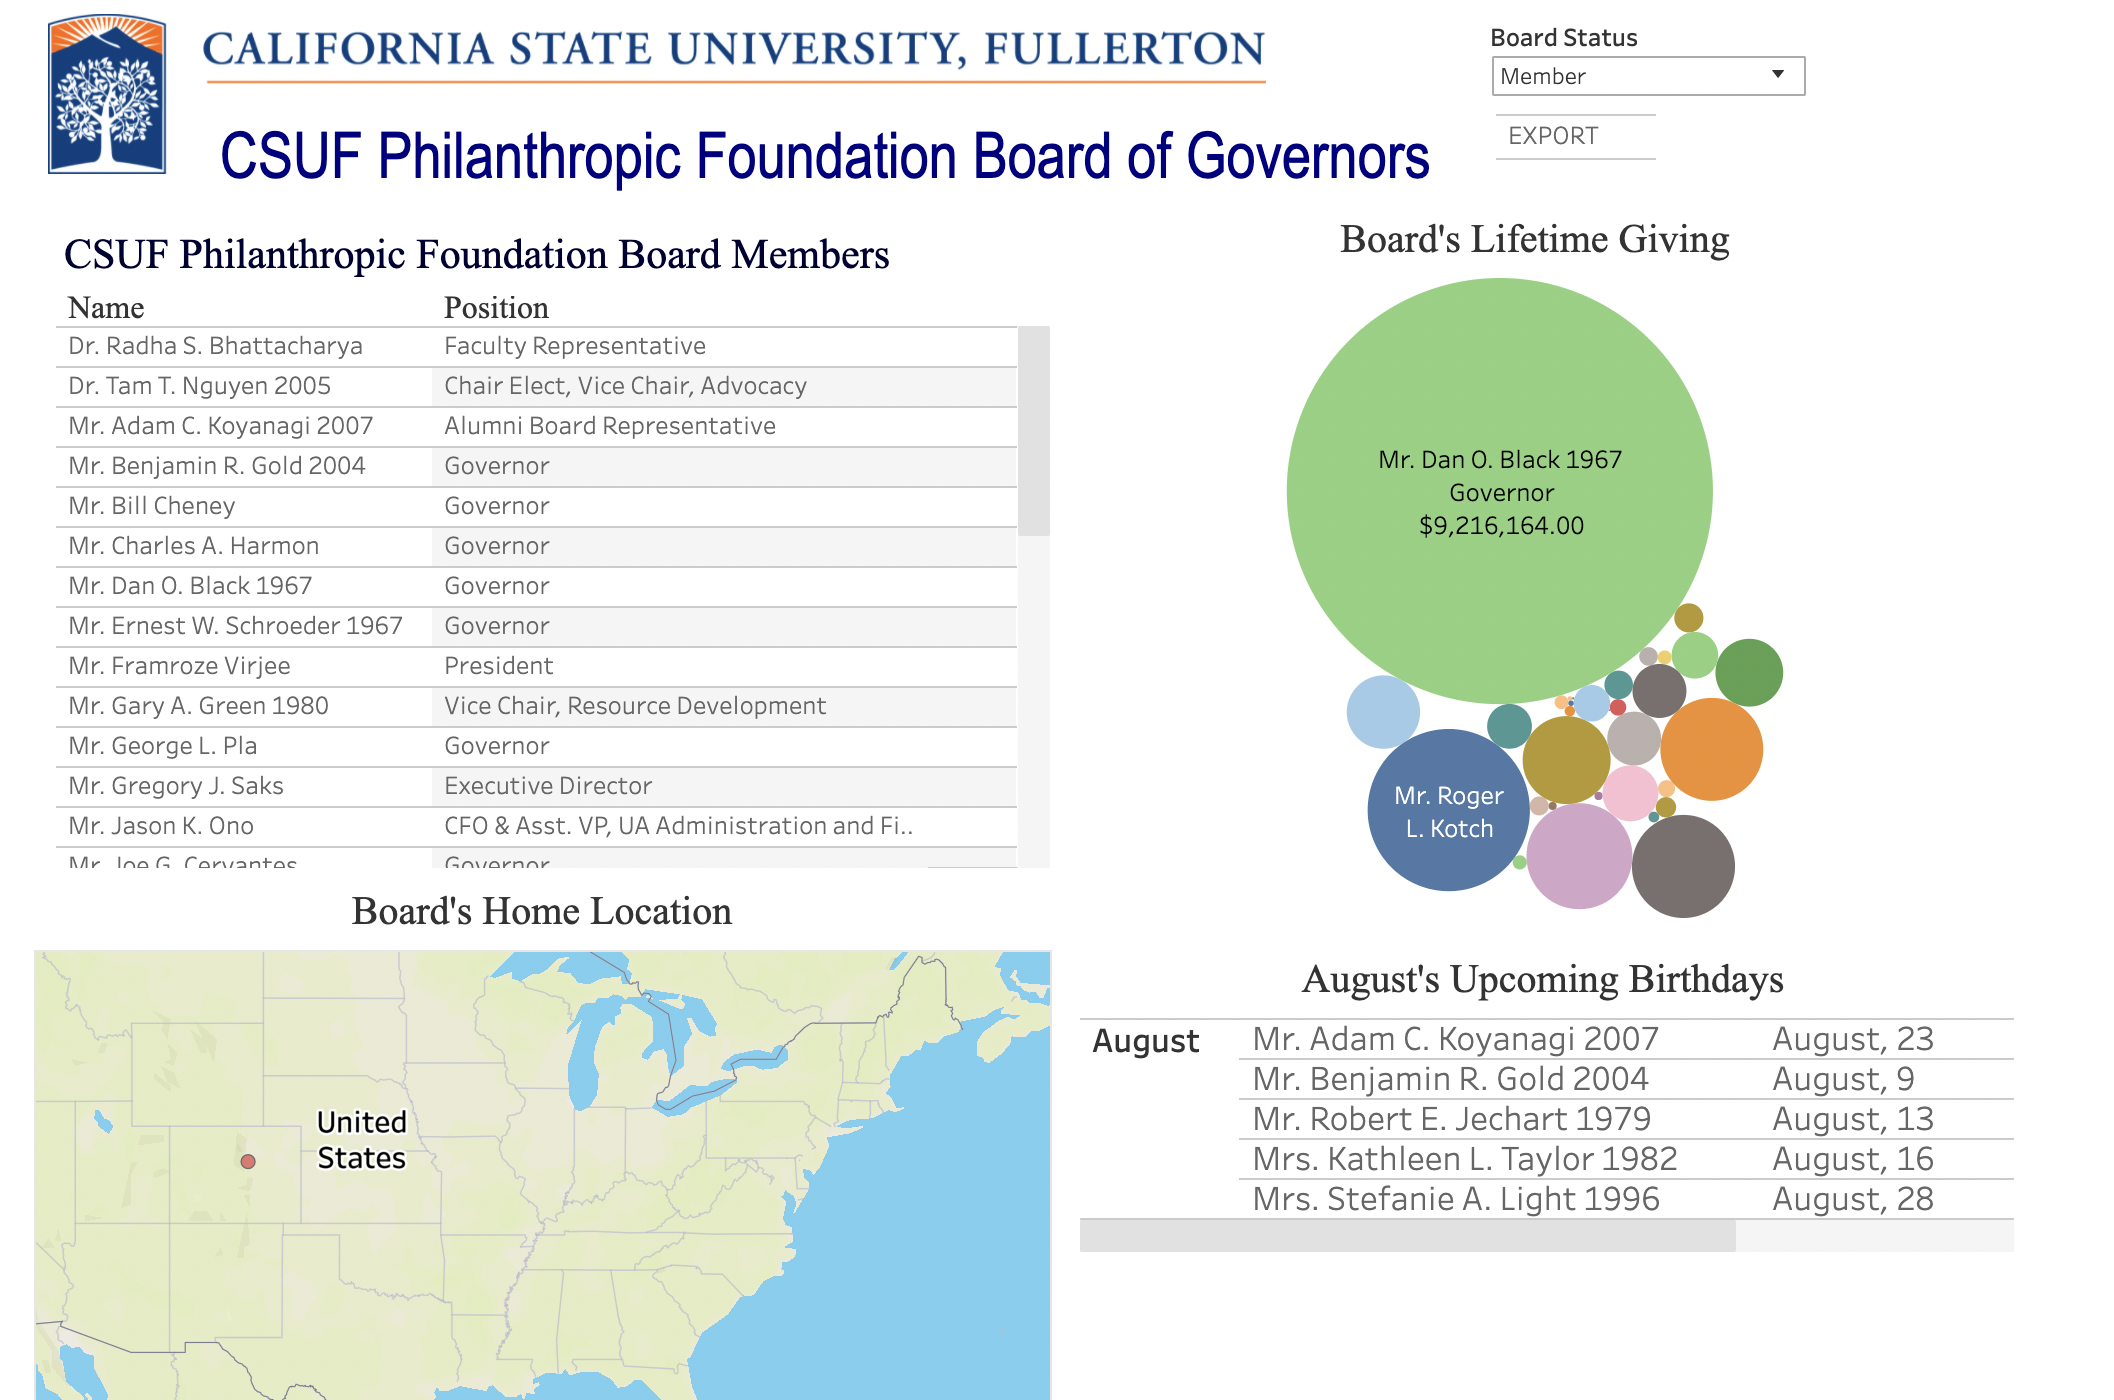 CALIFORNIA STATE UNIVERSITY, FULLERTON
CSUF Philanthropic Foundation Board of Governors
Board Status
Member
EXPORT
CSUF Philanthropic Foundation Board Members
Name Position
Dr. Radha S. Bhattacharya Faculty Representative
Dr. Tam T. Nguyen 2005 Chair Elect, Vice Chair, Advocacy
Mr. Adam C. Koyanagi 2007 Alumni Board Representative
Mr. Benjamin R. Gold 2004 Governor
Mr. Bill Cheney Governor
Mr. Charles A. Harmon Governor
Mr. Dan O. Black 1967 Governor
Mr. Ernest W. Schroeder 1967 Governor
Mr. Framroze Virjee President
Mr. Gary A. Green 1980 Vice Chair, Resource Development
Mr. George L. Pla Governor
Mr. Gregory J. Saks Executive Director
Mr. Jason K. Ono CFO & Asst. VP, UA Administration and Fi..
Mr. Joe G. Cervantes Governor
Board's Lifetime Giving
Mr. Dan O. Black 1967
Governor
$9,216,164.00
Mr. Roger
L. Kotch
Board's Home Location
United
States
August's Upcoming Birthdays
August Mr. Adam C. Koyanagi 2007 August, 23
Mr. Benjamin R. Gold 2004 August, 9
Mr. Robert E. Jechart 1979 August, 13
Mrs. Kathleen L. Taylor 1982 August, 16
Mrs. Stefanie A. Light 1996 August, 28